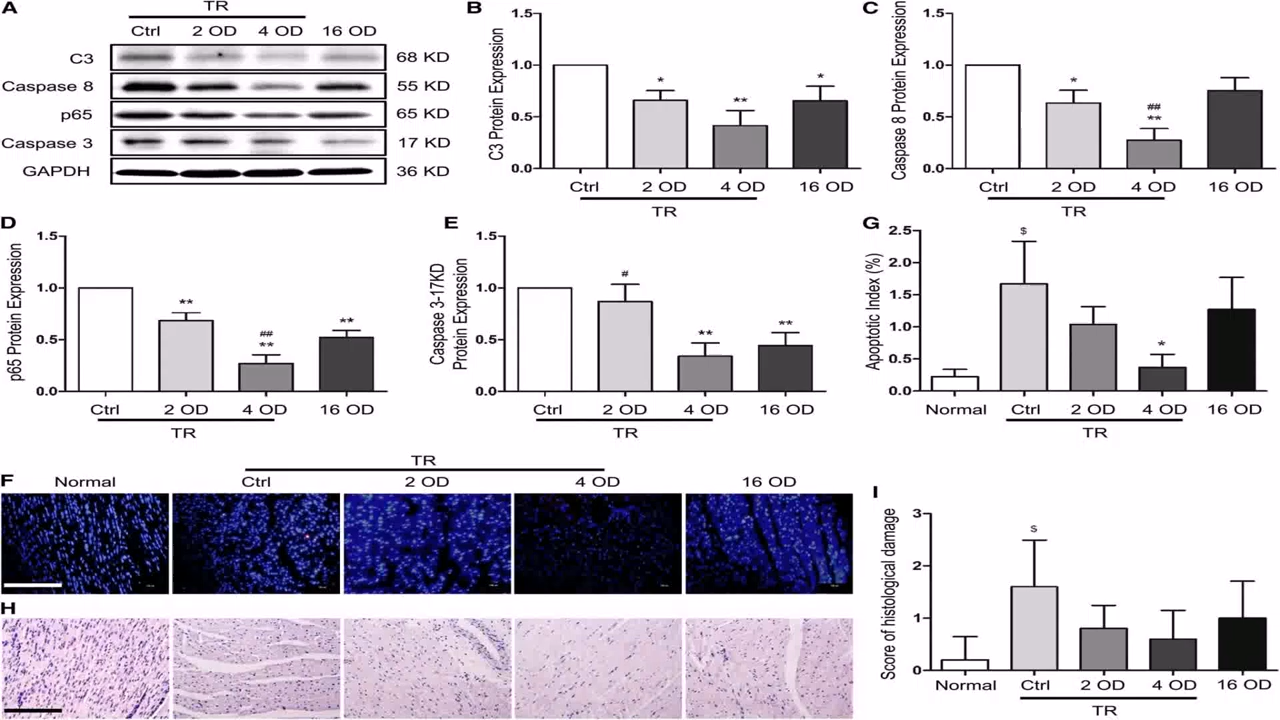 A
TR
Ctrl 2 OD 4 OD 16 OD
C3 68 KD
Caspase 8 55 KD
p65 65 KD
Caspase 3 17 KD
GAPDH 36 KD
B
C3 Protein Expression
1.5
1.0
0.5
0.0
* ** *
Ctrl 2 OD 4 OD 16 OD
TR
C
Caspase 8 Protein Expression
1.5
1.0
0.5
0.0
*
##
**
Ctrl 2 OD 4 OD 16 OD
TR
D
p65 Protein Expression
1.5
1.0
0.5
0.0
**
##
**
**
Ctrl 2 OD 4 OD 16 OD
TR
E
Caspase 3-17KD
Protein Expression
1.5
1.0
0.5
0.0
#
** **
Ctrl 2 OD 4 OD 16 OD
TR
G
Apoptotic Index (%)
2.5
2.0
1.5
1.0
0.5
0.0
$
*
Normal Ctrl 2 OD 4 OD 16 OD
TR
F
TR
Normal Ctrl 2 OD 4 OD 16 OD
H
I
Score of histological damage
3
2
1
0
$
Normal Ctrl 2 OD 4 OD 16 OD
TR